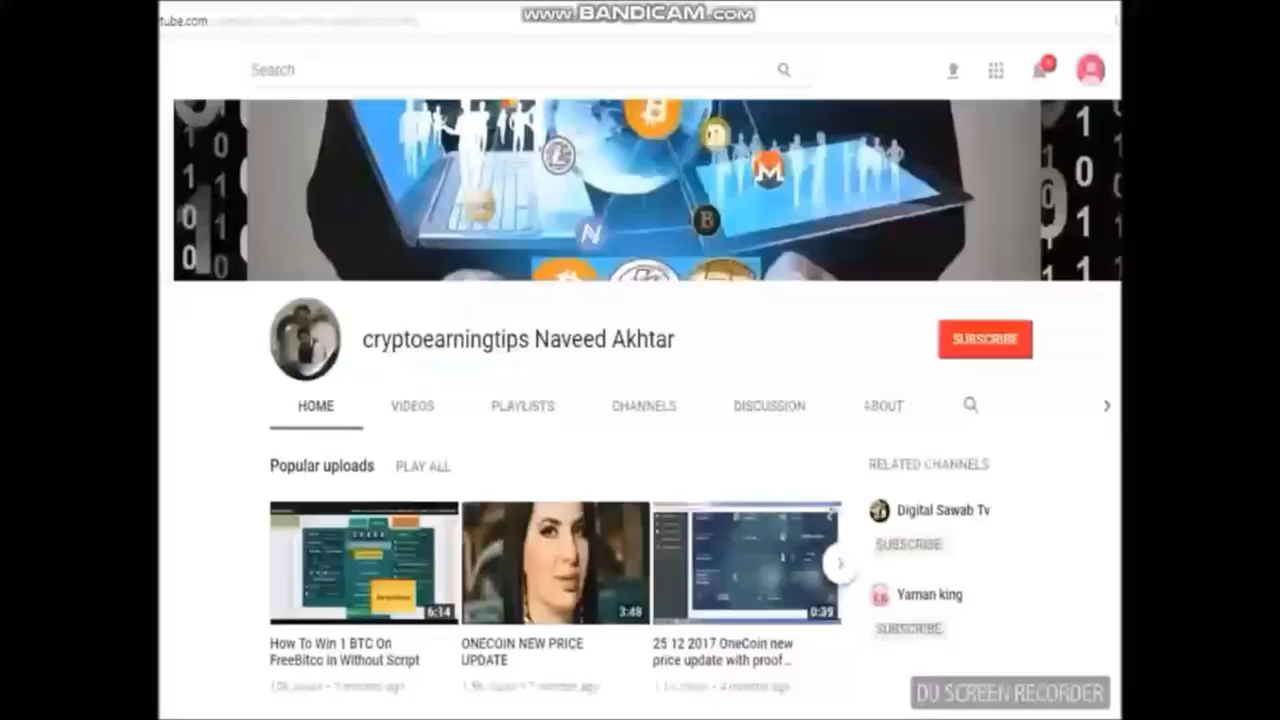 www.BANDICAM.com
tube.com
Search
cryptoearningtips Naveed Akhtar
SUBSCRIBE
HOME VIDEOS PLAYLISTS CHANNELS DISCUSSION ABOUT
Popular uploads PLAY ALL
RELATED CHANNELS
Digital Sawab Tv
SUBSCRIBE
Yaman king
SUBSCRIBE
6:14
3:48
0:39
How To Win 1 BTC On
FreeBitco in Without Script
ONECOIN NEW PRICE
UPDATE
25 12 2017 OneCoin new
price update with proof...
DU SCREEN RECORDER